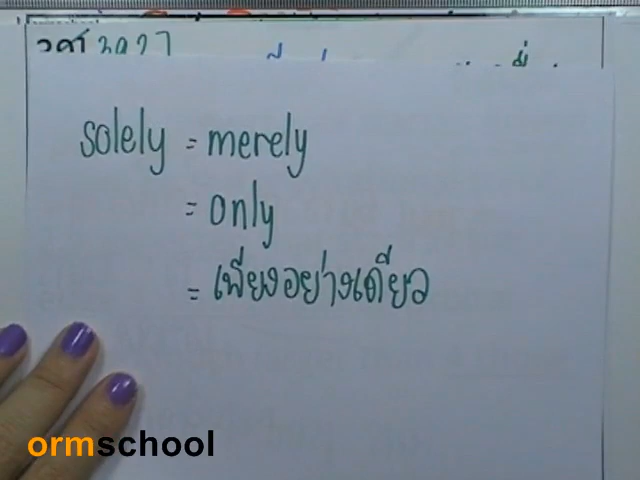 solely = merely
= only
= เพียงอย่างเดียว
ormschool